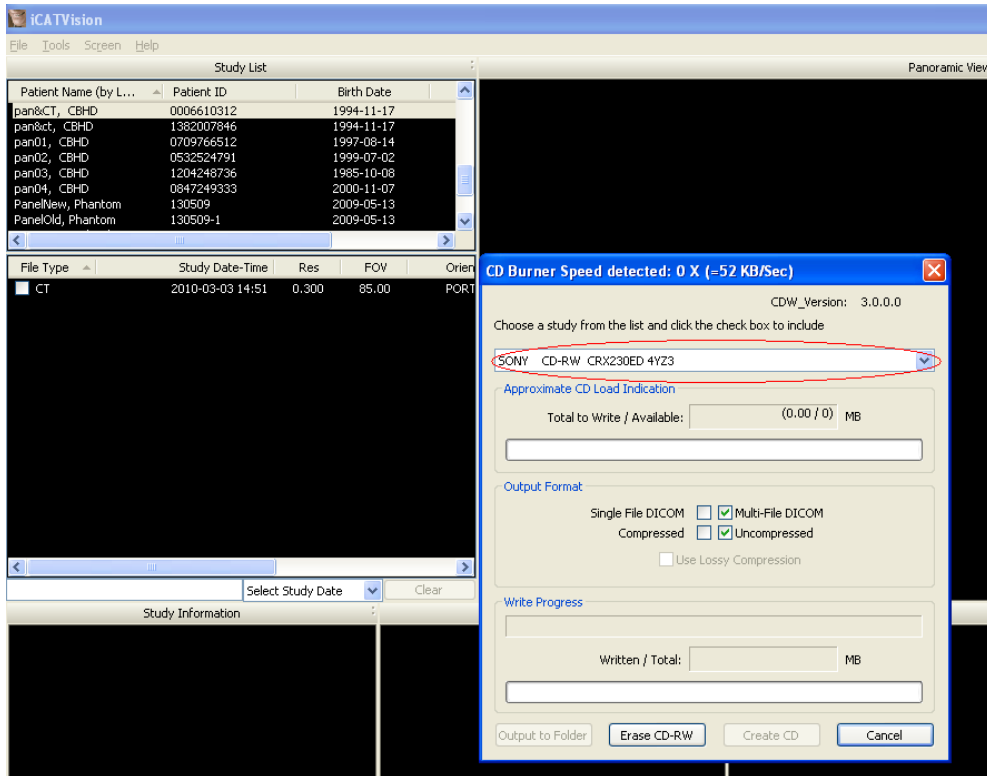 iCATVision
File Tools Screen Help
Study List
Panoramic View
Patient Name (by L... Patient ID Birth Date
pan&CT, CBHD 0006610312 1994-11-17
pan&ct, CBHD 1382007846 1994-11-17
pan01, CBHD 0709766512 1997-08-14
pan02, CBHD 0532524791 1999-07-02
pan03, CBHD 1204248736 1985-10-08
pan04, CBHD 0847249333 2000-11-07
PanelNew, Phantom 130509 2009-05-13
PanelOld, Phantom 130509-1 2009-05-13
File Type Study Date-Time Res FOV Orien
CT 2010-03-03 14:51 0.300 85.00 PORT
Select Study Date Clear
Study Information
CD Burner Speed detected: 0 X (=52 KB/Sec)
CDW_Version: 3.0.0.0
Choose a study from the list and click the check box to include
SONY CD-RW CRX230ED 4YZ3
Approximate CD Load Indication
Total to Write / Available: (0.00 / 0) MB
Output Format
Single File DICOM Multi-File DICOM
Compressed Uncompressed
Use Lossy Compression
Write Progress
Written / Total: MB
Output to Folder Erase CD-RW Create CD Cancel